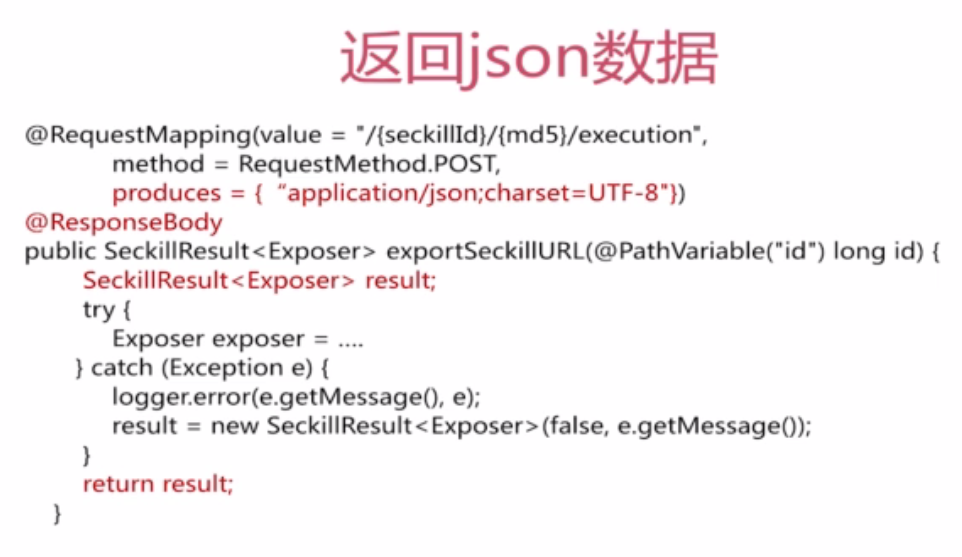 返回json数据
@RequestMapping(value = "/{seckillId}/{md5}/execution",
method = RequestMethod.POST,
produces = { “application/json;charset=UTF-8"})
@ResponseBody
public SeckillResult<Exposer> exportSeckillURL(@PathVariable("id") long id) {
SeckillResult<Exposer> result;
try {
Exposer exposer = ....
} catch (Exception e) {
logger.error(e.getMessage(), e);
result = new SeckillResult<Exposer>(false, e.getMessage());
}
return result;
}